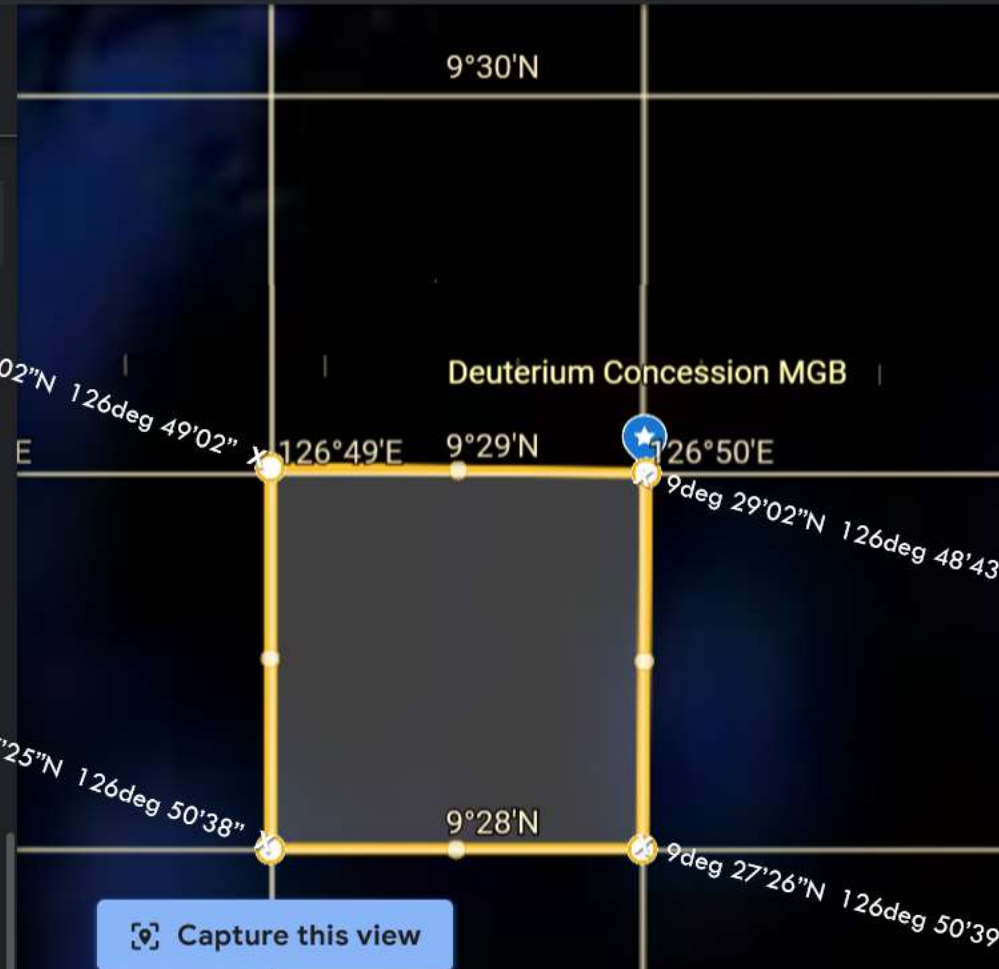 9°30'N
Deuterium Concession MGB
02”N 126deg 49'02”
E
126°49'E
9°29'N
126°50'E
9deg 29'02”N 126deg 48'43
'25”N 126deg 50'38”
9°28'N
9deg 27'26”N 126deg 50'39
Capture this view